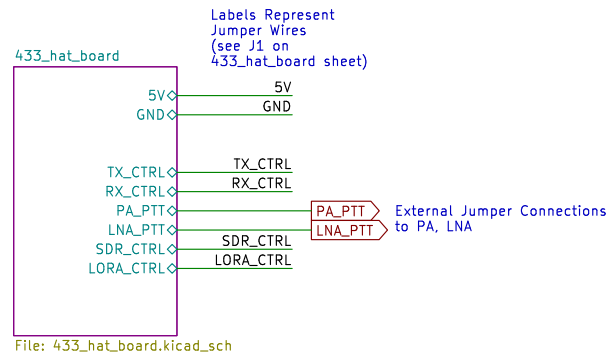 Labels Represent
Jumper Wires
(see J1 on
433_hat_board sheet)
433_hat_board
5V
5V
GND
GND
TX_CTRL
TX_CTRL
RX_CTRL
RX_CTRL
PA_PTT
PA_PTT
External Jumper Connections
to PA, LNA
LNA_PTT
LNA_PTT
SDR_CTRL
SDR_CTRL
LORA_CTRL
LORA_CTRL
File: 433_hat_board.kicad_sch